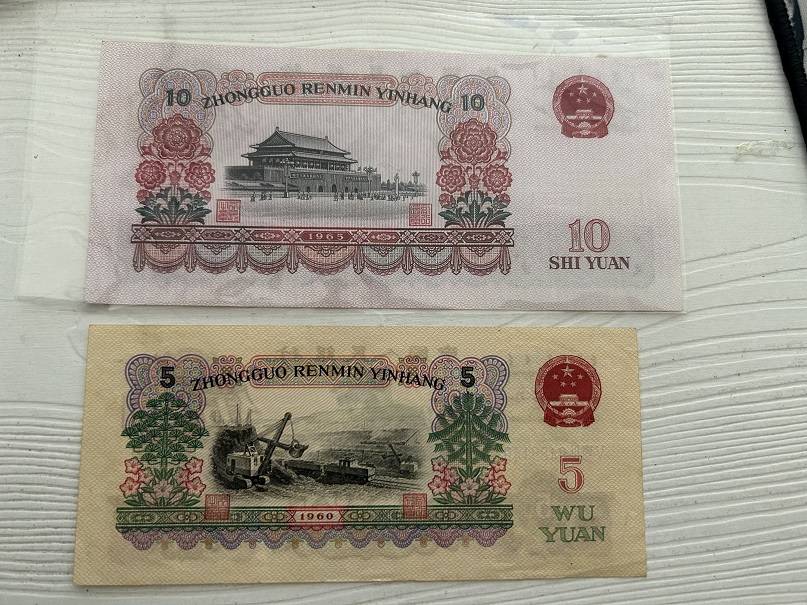 10 ZHONGGUO RENMIN YINHANG 10
1965
10
SHI YUAN
5 ZHONGGUO RENMIN YINHANG 5
1960
5
WU
YUAN